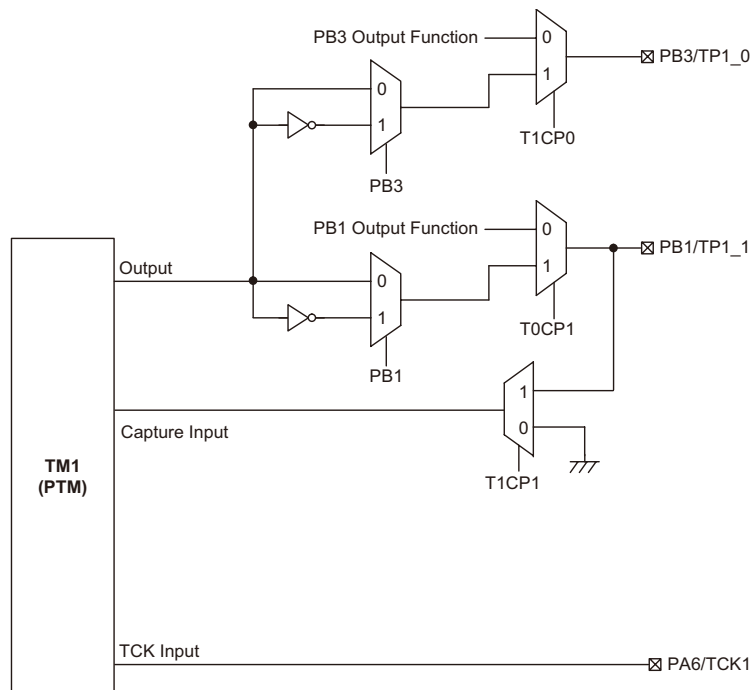 PB3 Output Function
0
1
PB3/TP1_0
T1CP0
0
1
PB3
PB1 Output Function
0
1
PB1/TP1_1
T0CP1
Output
0
1
PB1
1
0
T1CP1
Capture Input
TM1
(PTM)
TCK Input
PA6/TCK1